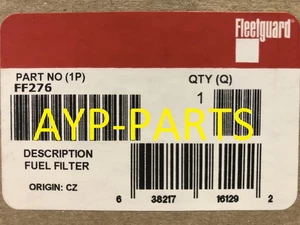 Fleetguard
PART NO (1P)
FF276
QTY (Q)
1
AYP-PARTS
DESCRIPTION
FUEL FILTER
ORIGIN: CZ
6 38217 16129 2